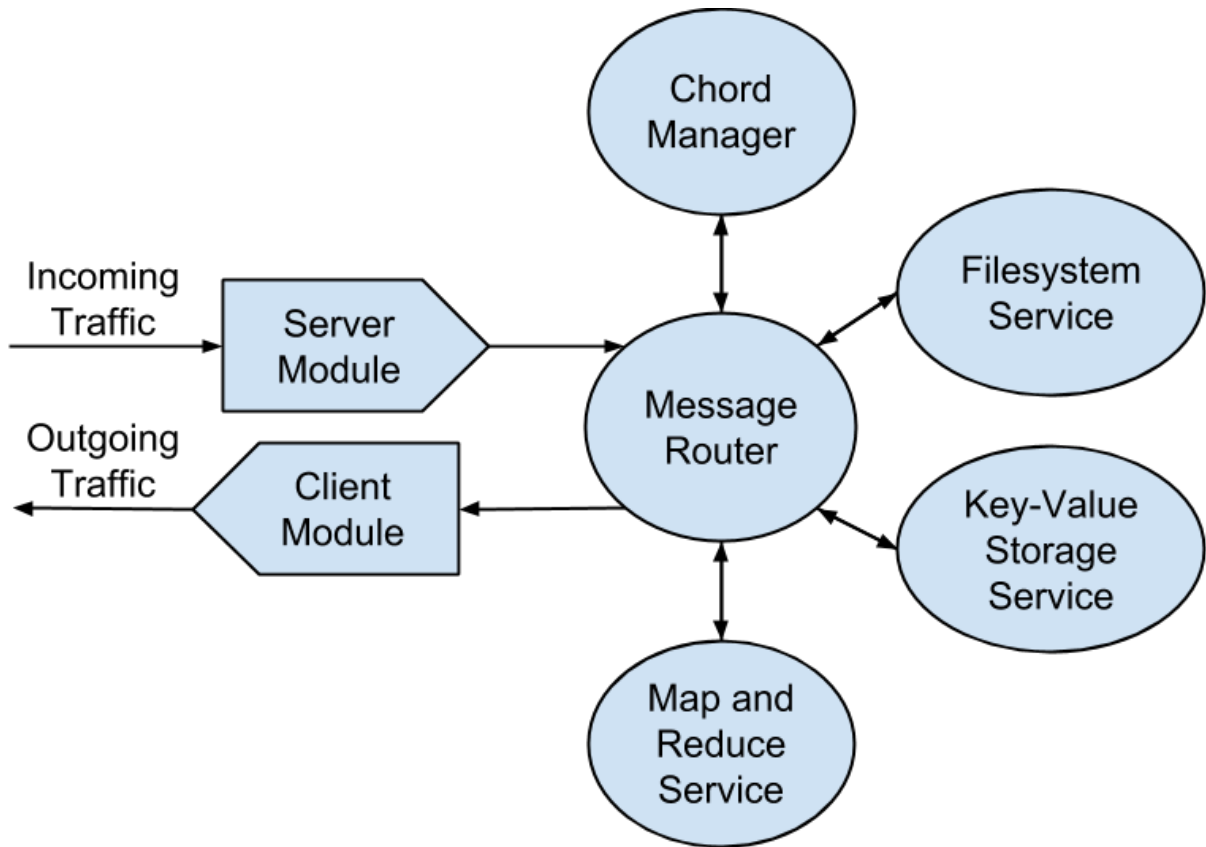 Chord
Manager
Filesystem
Service
Incoming
Traffic
Server
Module
Message
Router
Outgoing
Traffic
Client
Module
Key-Value
Storage
Service
Map and
Reduce
Service